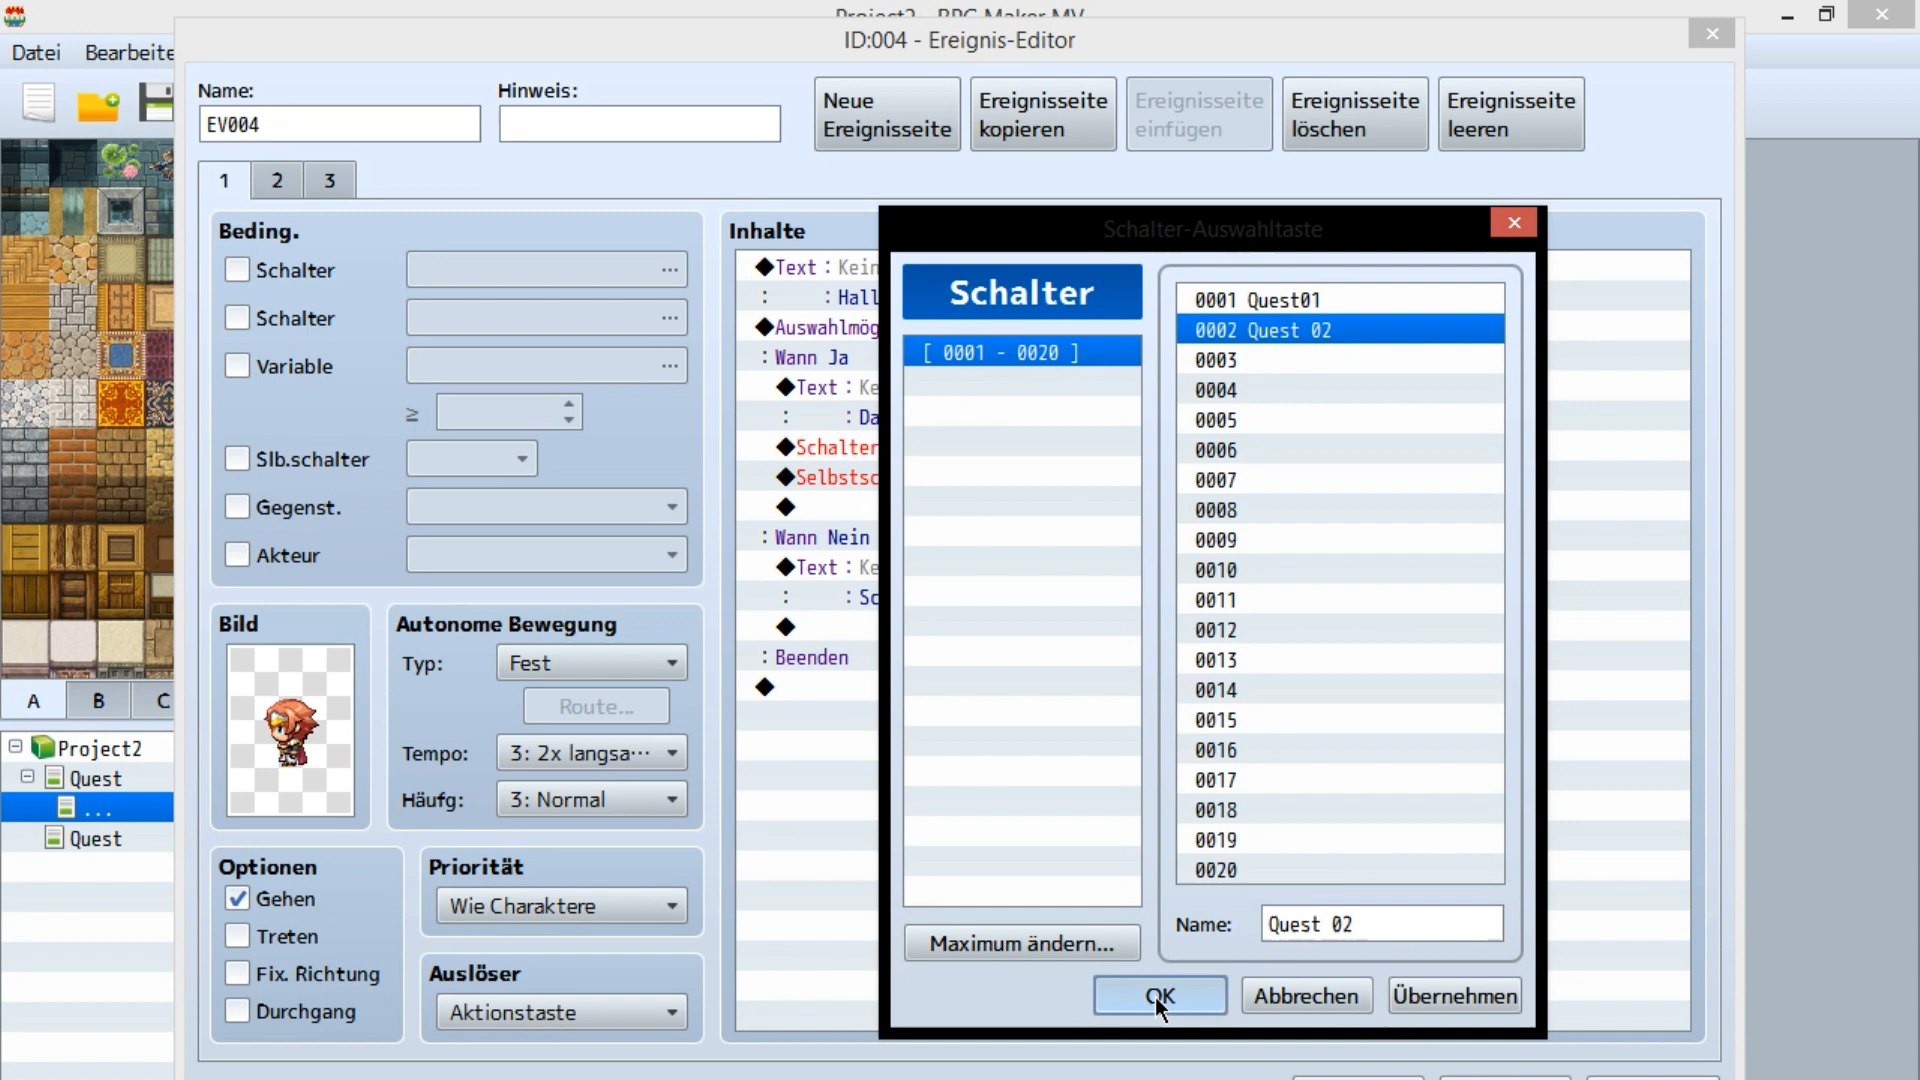 ID:004 - Ereignis-Editor
Datei Bearbeite
Name:
EV004
Hinweis:
Neue
Ereignisseite
Ereignisseite
kopieren
Ereignisseite
einfügen
Ereignisseite
löschen
Ereignisseite
leeren
1 2 3
Beding.
Schalter ...
Schalter ...
Variable ...
≥
Slb.schalter
Gegenst.
Akteur
Bild
Autonome Bewegung
Typ: Fest
Route...
Tempo: 3: 2x langsa...
Häufg: 3: Normal
Optionen
Gehen
Treten
Fix. Richtung
Durchgang
Priorität
Wie Charaktere
Auslöser
Aktionstaste
Inhalte
◆Text : Kein
: : Hall
◆Auswahlmög
: Wann Ja
◆Text : Ke
: : Da
◆Schalter
◆Selbstsc
◆
: Wann Nein
◆Text : Ke
: : Sc
◆
: Beenden
◆
Schalter-Auswahltaste
Schalter
[ 0001 - 0020 ]
Maximum ändern...
0001 Quest01
0002 Quest 02
0003
0004
0005
0006
0007
0008
0009
0010
0011
0012
0013
0014
0015
0016
0017
0018
0019
0020
Name: Quest 02
OK Abbrechen Übernehmen
A B C
Project2
Quest
...
Quest